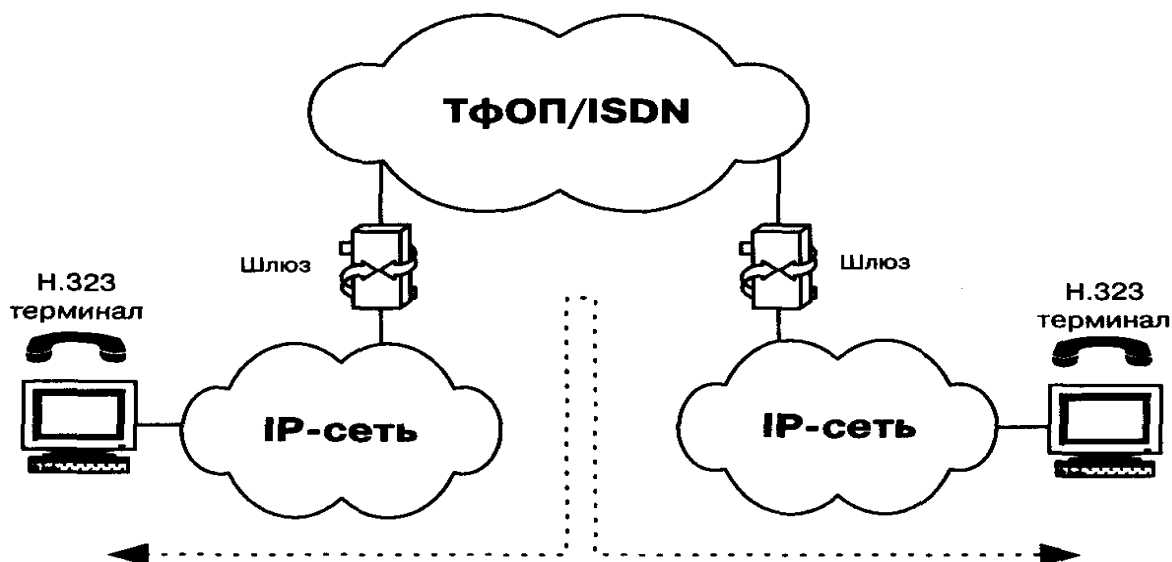 ТфОП/ISDN
Шлюз
Шлюз
Н.323
терминал
Н.323
терминал
IP-сеть
IP-сеть